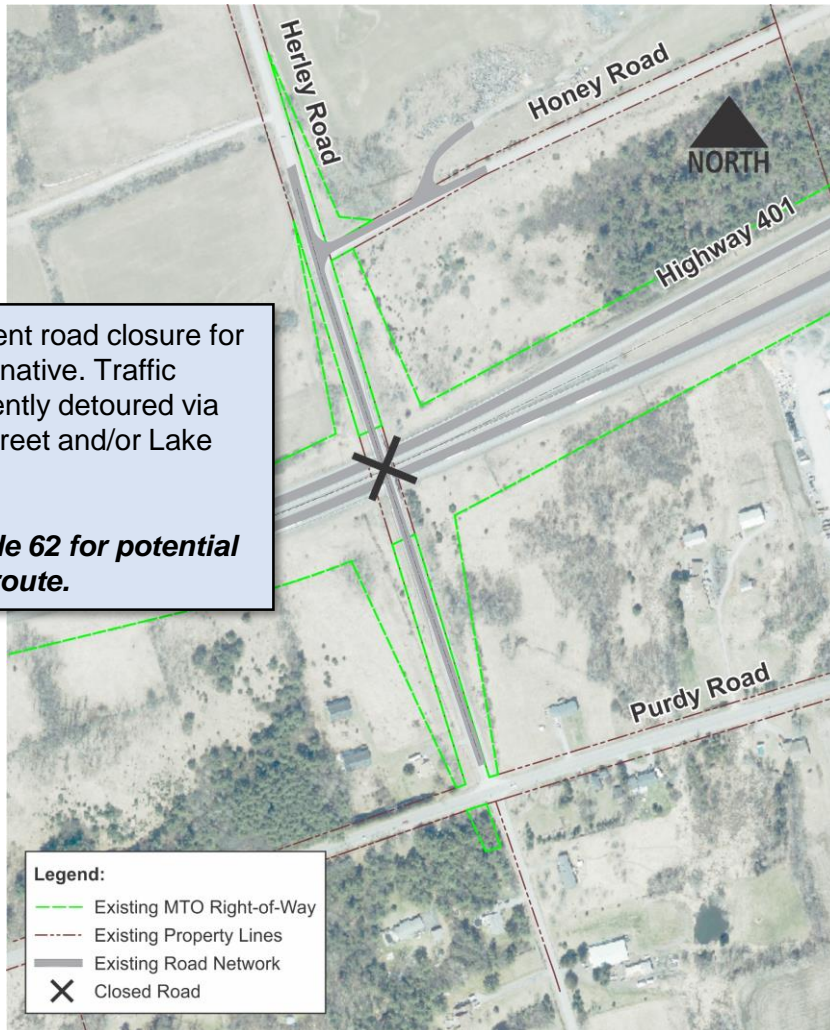 Herley Road
Honey Road
NORTH
Highway 401
ent road closure for
native. Traffic
ently detoured via
reet and/or Lake
le 62 for potential
route.
Purdy Road
Legend:
Existing MTO Right-of-Way
Existing Property Lines
Existing Road Network
Closed Road